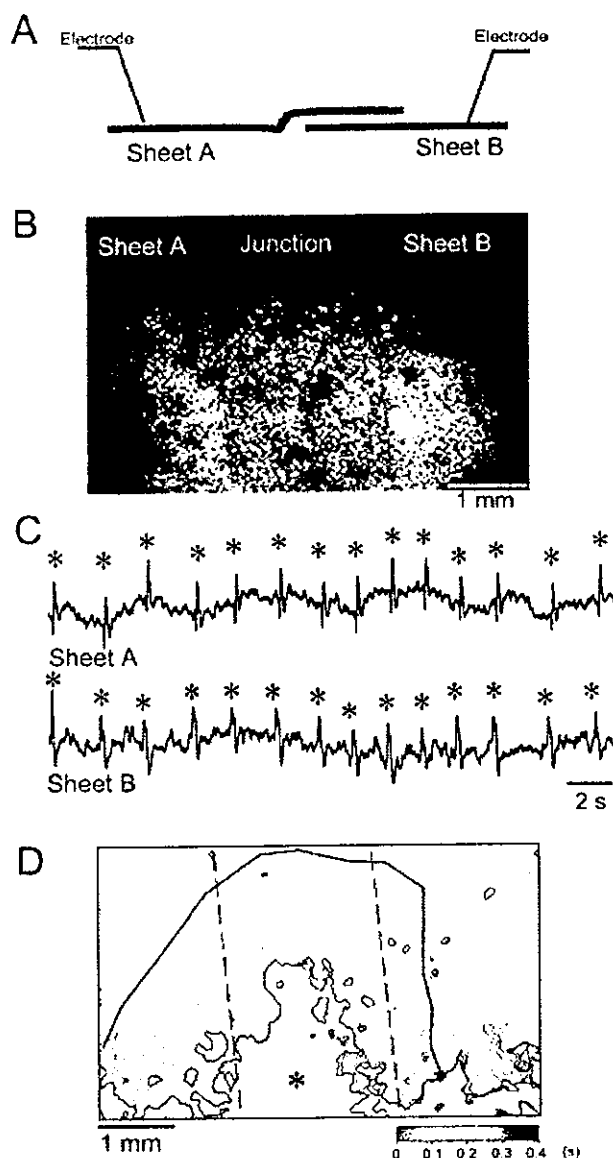 A
Electrode Electrode
Sheet A Sheet B
B
Sheet A Junction Sheet B
1 mm
C
* * * * * * * * * * * * * *
Sheet A
* * * * * * * * * * * * * *
Sheet B
2 s
D
*
1 mm
0 0.1 0.2 0.3 0.4 (s)